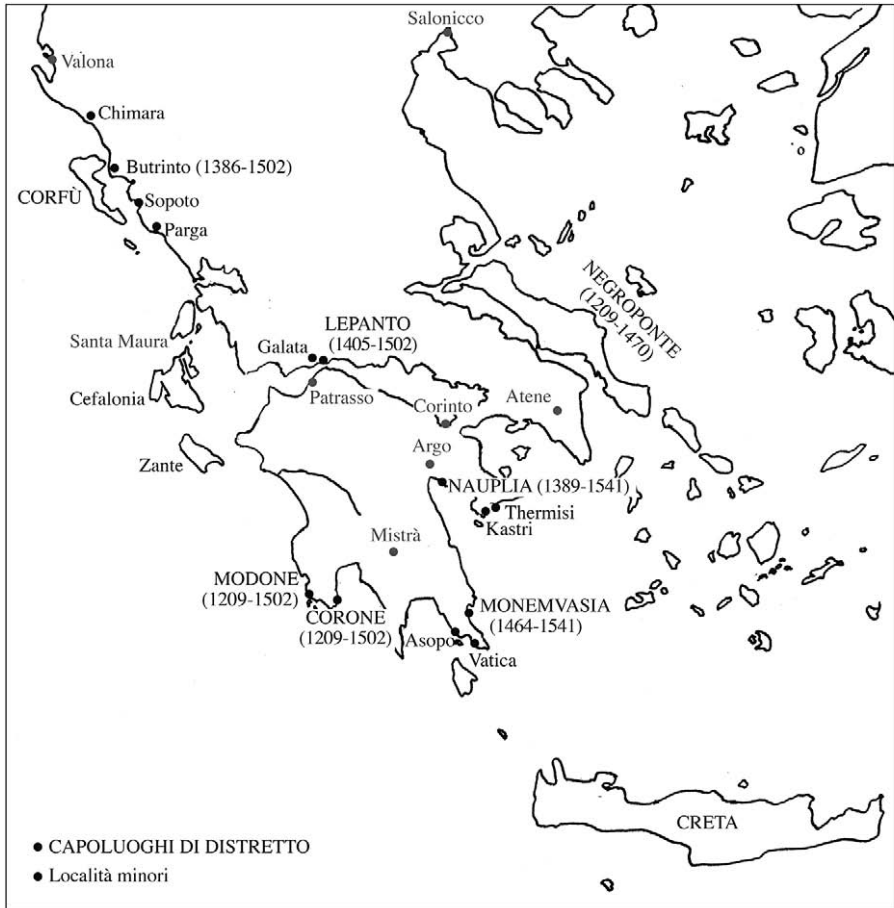 Salonicco
Valona
Chimara
Butrinto (1386-1502)
CORFÙ
Sopoto
Parga
NEGROPONTE
(1209-1470)
Santa Maura
LEPANTO
(1405-1502)
Galata
Cefalonia
Patrasso
Corinto
Atene
Argo
Zante
NAUPLIA (1389-1541)
Thermisi
Kastri
Mistrà
MODONE
(1209-1502)
CORONE
(1209-1502)
MONEMVASIA
(1464-1541)
Asopo
Vatica
CRETA
CAPOLUOGHI DI DISTRETTO
Località minori